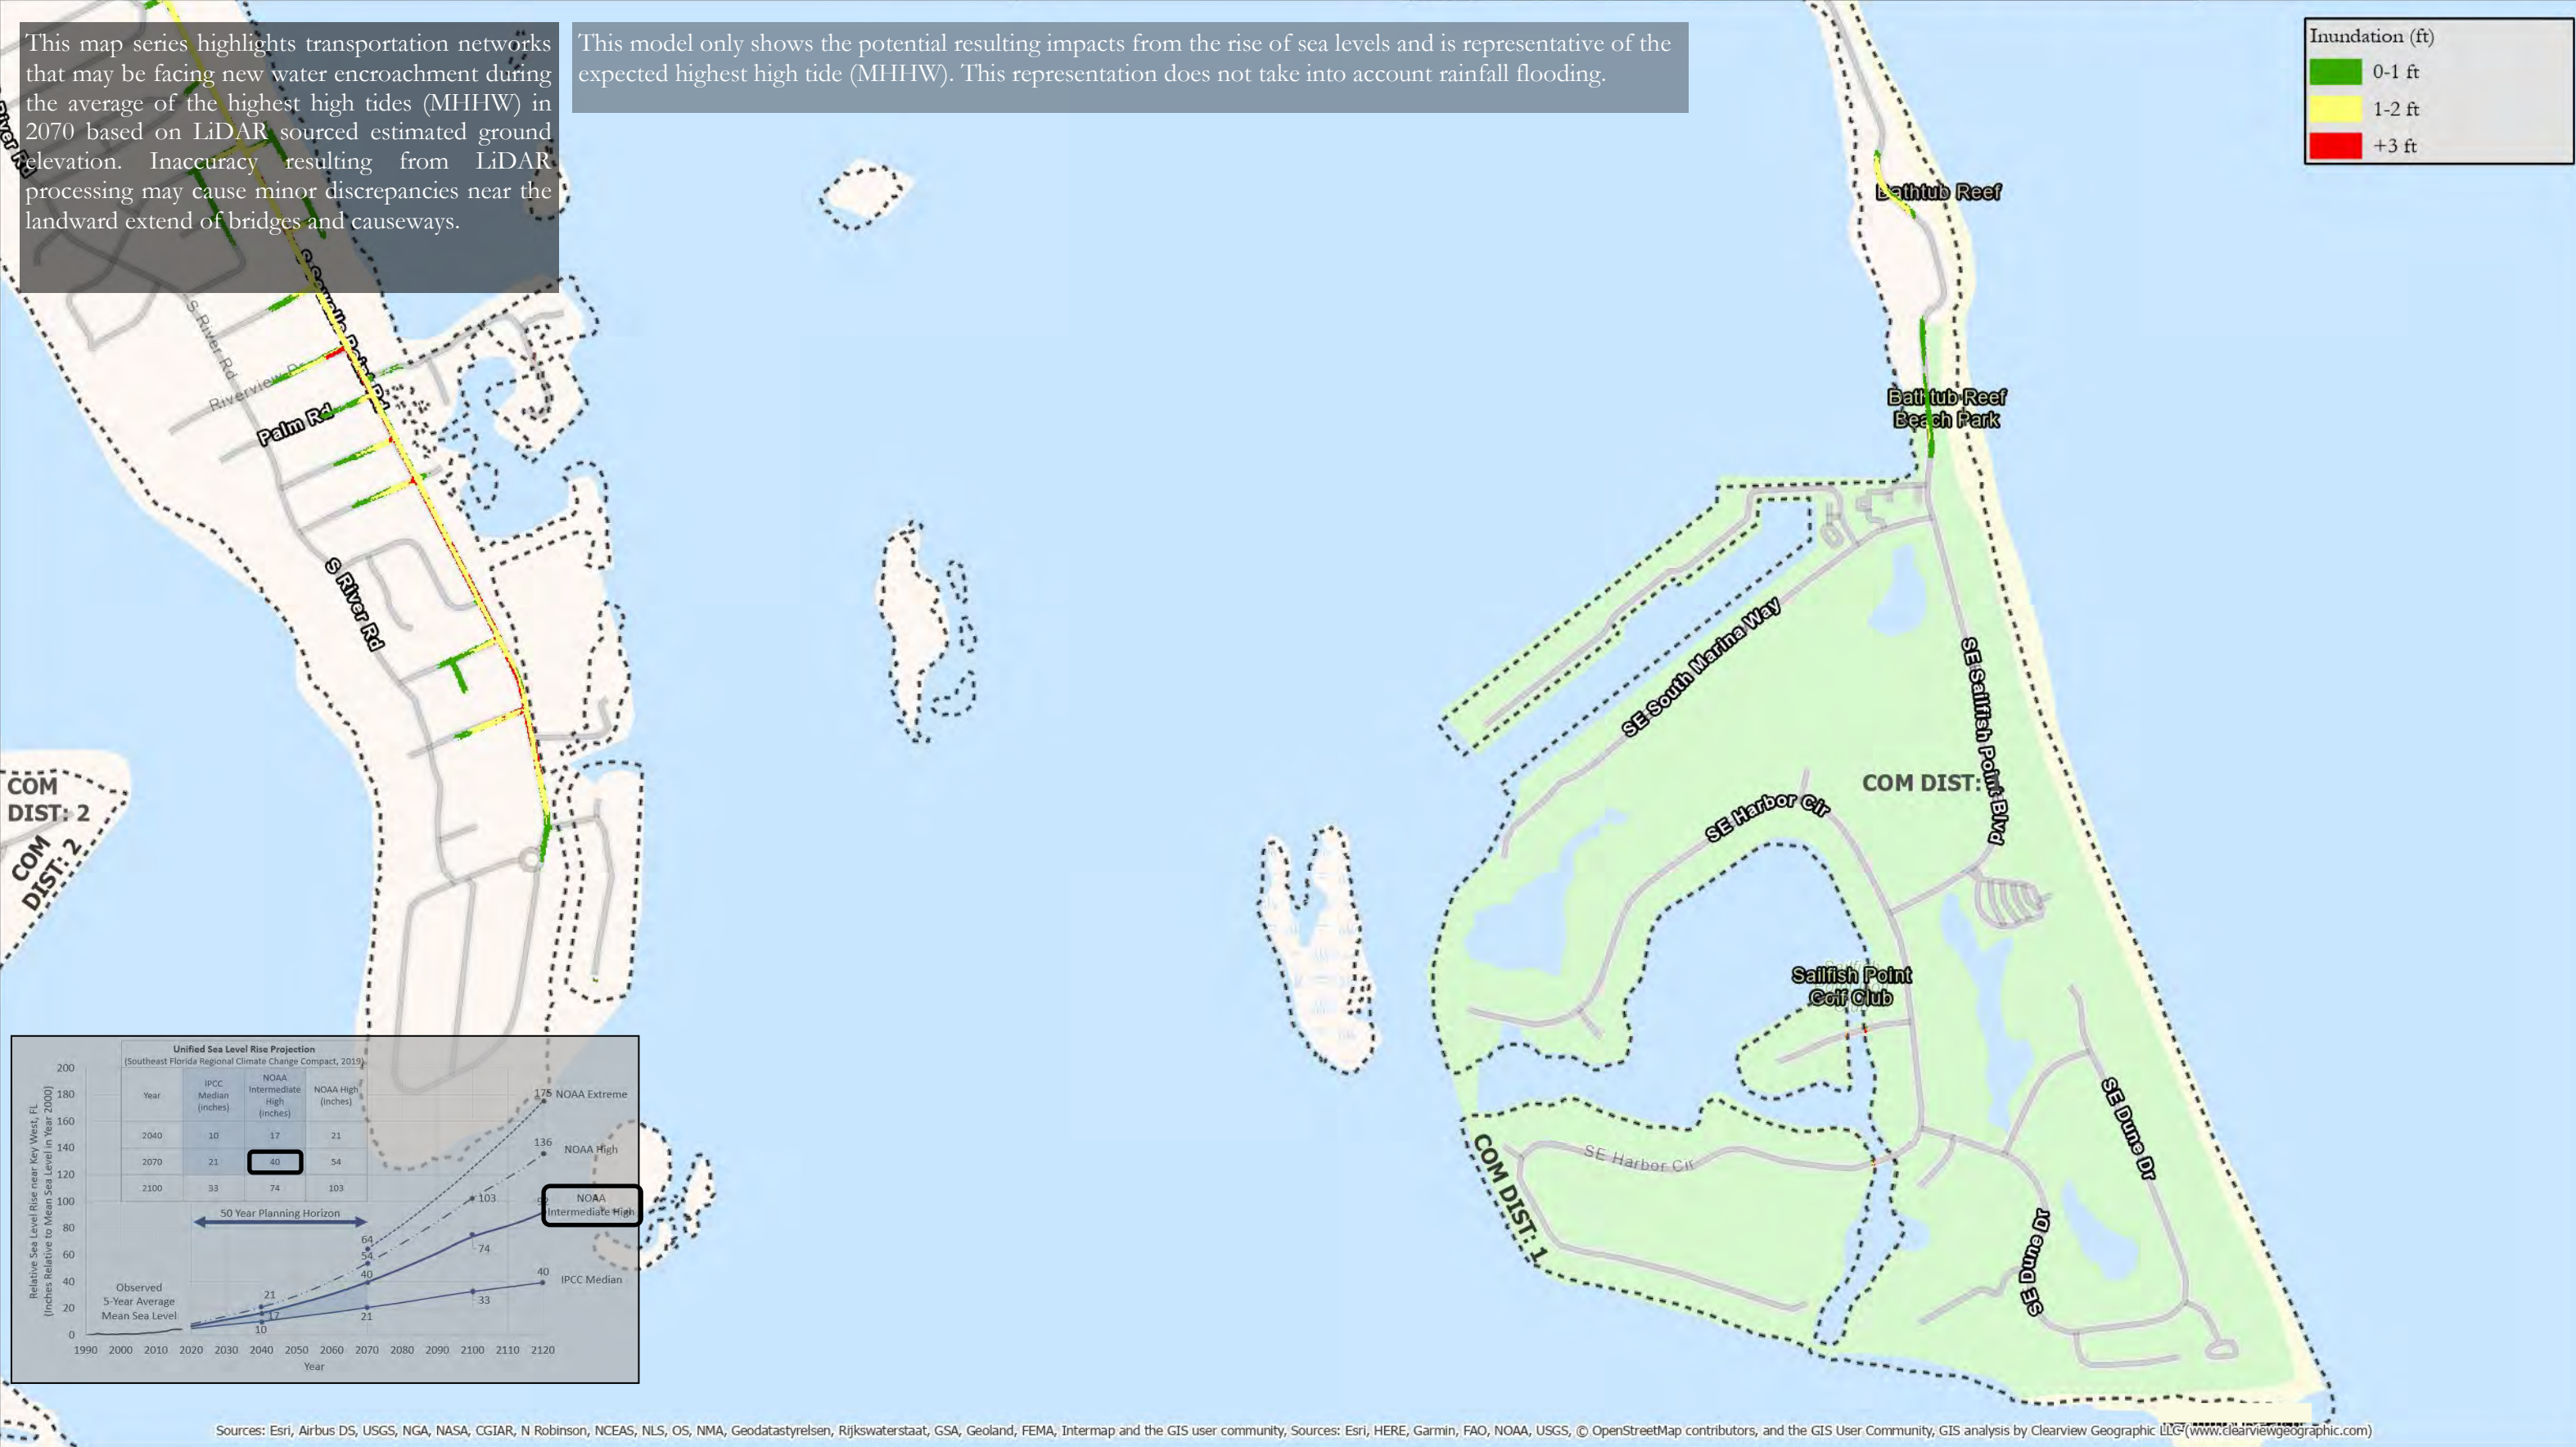 This map series highlights transportation networks
that may be facing new water encroachment during
the average of the highest high tides (MHHW) in
2070 based on LiDAR sourced estimated ground
elevation. Inaccuracy resulting from LiDAR
processing may cause minor discrepancies near the
landward extend of bridges and causeways.
This model only shows the potential resulting impacts from the rise of sea levels and is representative of the
expected highest high tide (MHHW). This representation does not take into account rainfall flooding.
Inundation (ft)
0-1 ft
1-2 ft
+3 ft
River Rd
S Sewalls Point Rd
S River Rd
Riverview Dr
Palm Rd
S River Rd
Bathtub Reef
Bathtub Reef
Beach Park
SE South Marina Way
SE Sailfish Point Blvd
COM DIST:
SE Harbor Cir
COM
DIST: 2
COM
DIST: 2
Sailfish Point
Golf Club
SE Dune Dr
SE Harbor Cir
COM DIST: 1
SE Dune Dr
Unified Sea Level Rise Projection
(Southeast Florida Regional Climate Change Compact, 2019)
Year
IPCC
Median
(inches)
NOAA
Intermediate
High
(inches)
NOAA High
(inches)
2040 10 17 21
2070 21 40 54
2100 33 74 103
50 Year Planning Horizon
Relative Sea Level Rise near Key West, FL
(Inches Relative to Mean Sea Level in Year 2000)
200
180
160
140
120
100
80
60
40
20
0
175 NOAA Extreme
136 NOAA High
103
NOAA
Intermediate High
64
54
40
74
40 IPCC Median
33
21
21
17
10
Observed
5-Year Average
Mean Sea Level
1990 2000 2010 2020 2030 2040 2050 2060 2070 2080 2090 2100 2110 2120
Year
Sources: Esri, Airbus DS, USGS, NGA, NASA, CGIAR, N Robinson, NCEAS, NLS, OS, NMA, Geodatastyrelsen, Rijkswaterstaat, GSA, Geoland, FEMA, Intermap and the GIS user community, Sources: Esri, HERE, Garmin, FAO, NOAA, USGS, © OpenStreetMap contributors, and the GIS User Community, GIS analysis by Clearview Geographic LLC (www.clearviewgeographic.com)